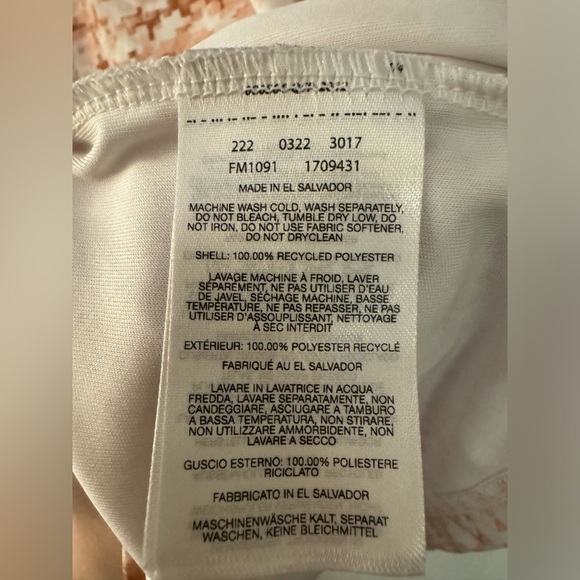 222 0322 3017
FM1091 1709431
MADE IN EL SALVADOR
MACHINE WASH COLD, WASH SEPARATELY,
DO NOT BLEACH, TUMBLE DRY LOW, DO
NOT IRON, DO NOT USE FABRIC SOFTENER,
DO NOT DRYCLEAN
SHELL: 100.00% RECYCLED POLYESTER
LAVAGE MACHINE À FROID, LAVER
SÉPARÉMENT, NE PAS UTILISER D'EAU
DE JAVEL, SÉCHAGE MACHINE, BASSE
TEMPÉRATURE, NE PAS REPASSER, NE PAS
UTILISER D'ASSOUPLISSANT, NETTOYAGE
À SEC INTERDIT
EXTÉRIEUR: 100.00% POLYESTER RECYCLÉ
FABRIQUÉ AU EL SALVADOR
LAVARE IN LAVATRICE IN ACQUA
FREDDA, LAVARE SEPARATAMENTE, NON
CANDEGGIARE, ASCIUGARE A TAMBURO
A BASSA TEMPERATURA, NON STIRARE,
NON UTILIZZARE AMMORBIDENTE, NON
LAVARE A SECCO
GUSCIO ESTERNO: 100.00% POLIESTERE
RICICLATO
FABBRICATO IN EL SALVADOR
MASCHINENWÄSCHE KALT, SEPARAT
WASCHEN, KEINE BLEICHMITTEL